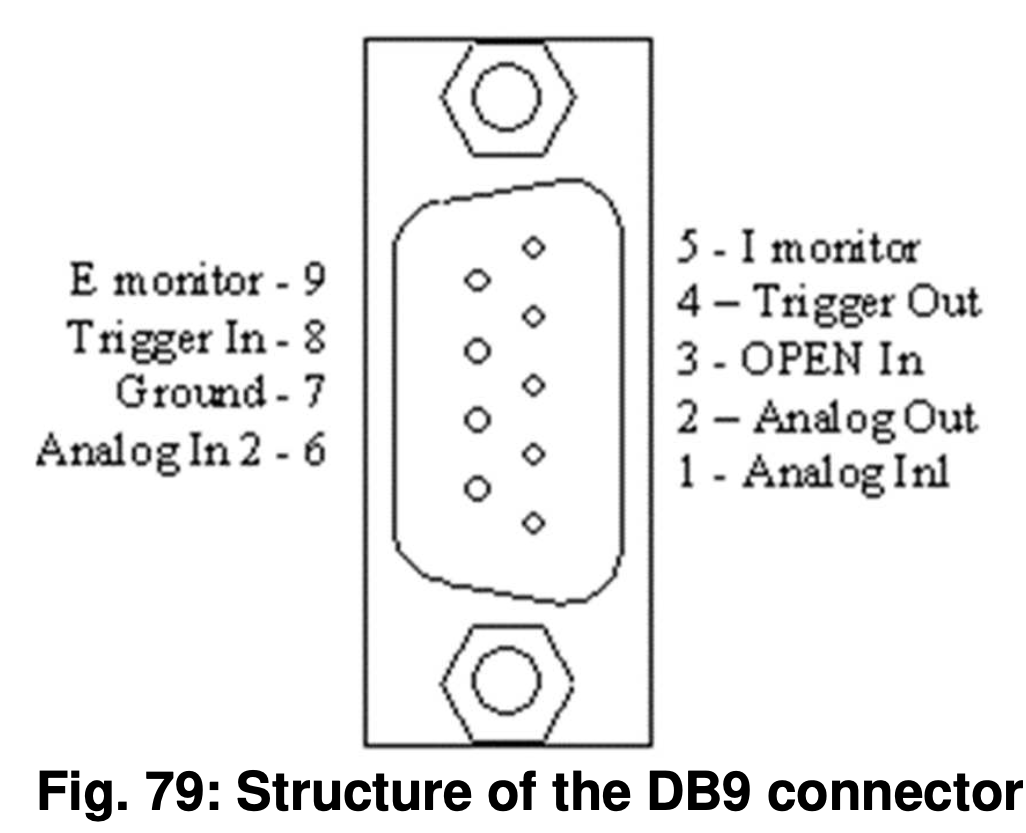 E monitor - 9
Trigger In - 8
Ground - 7
Analog In 2 - 6
5 - I monitor
4 – Trigger Out
3 - OPEN In
2 – Analog Out
1 - Analog In1
Fig. 79: Structure of the DB9 connector